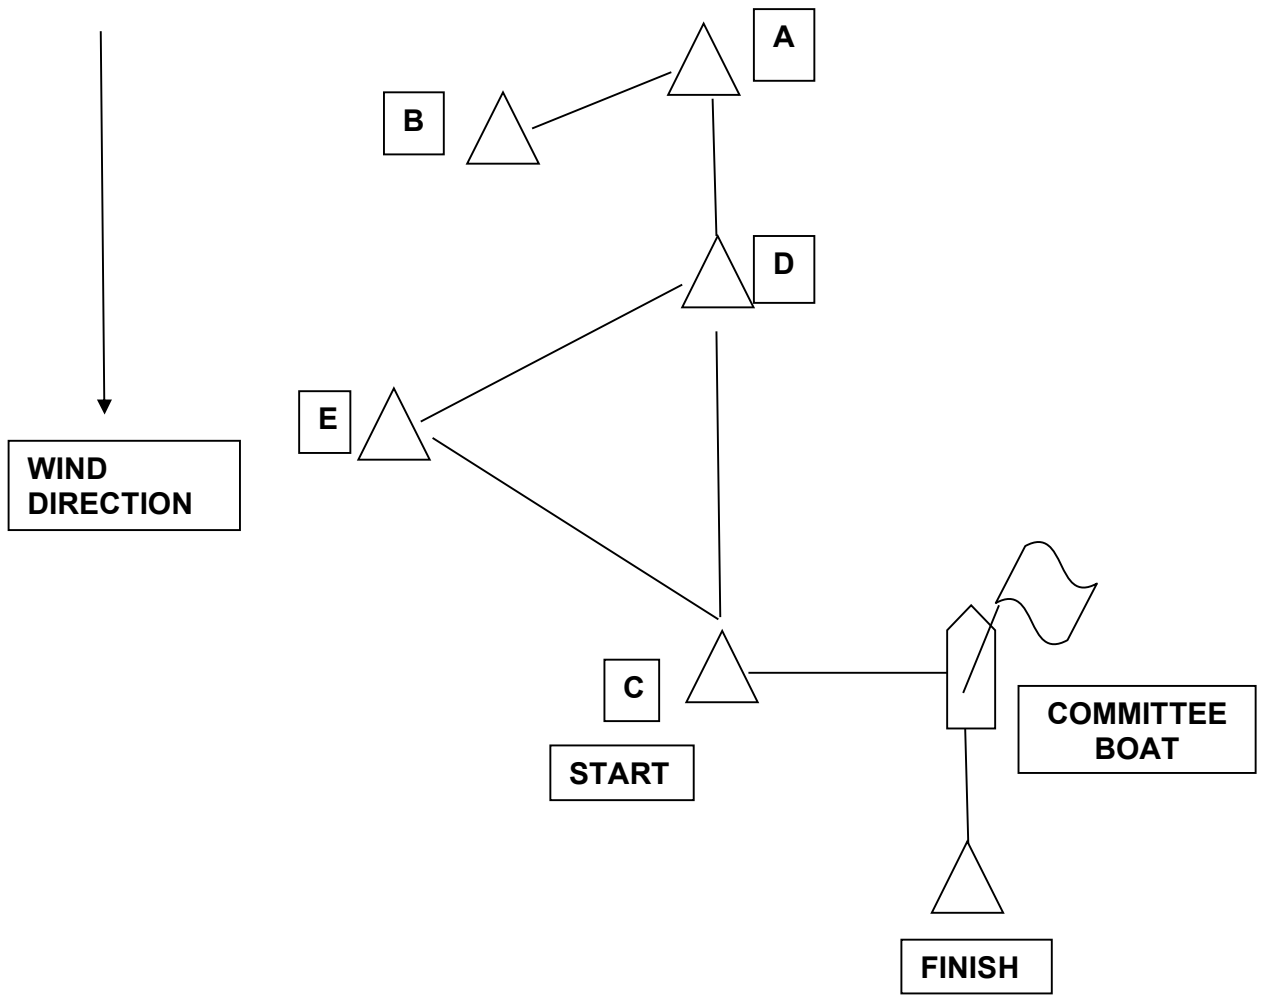 A
B
D
E
WIND
DIRECTION
C
COMMITTEE
BOAT
START
FINISH